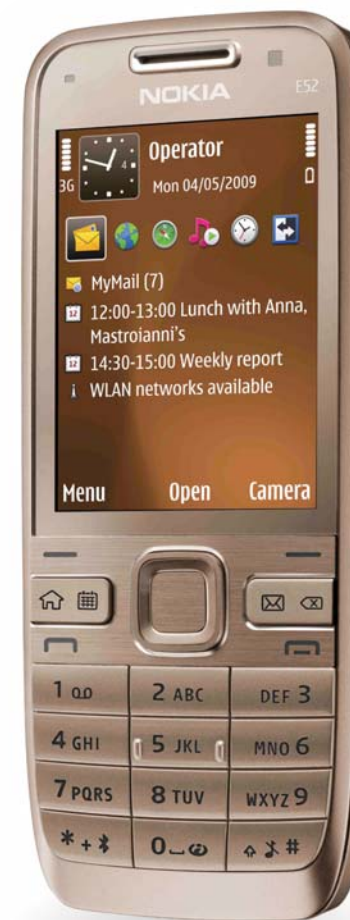 NOKIA E52
Operator
3G
Mon 04/05/2009
MyMail (7)
12:00-13:00 Lunch with Anna,
Mastroianni's
14:30-15:00 Weekly report
WLAN networks available
Menu Open Camera
1 2 ABC DEF 3
4 GHI 5 JKL MNO 6
7 PQRS 8 TUV WXYZ 9
* + 0 #